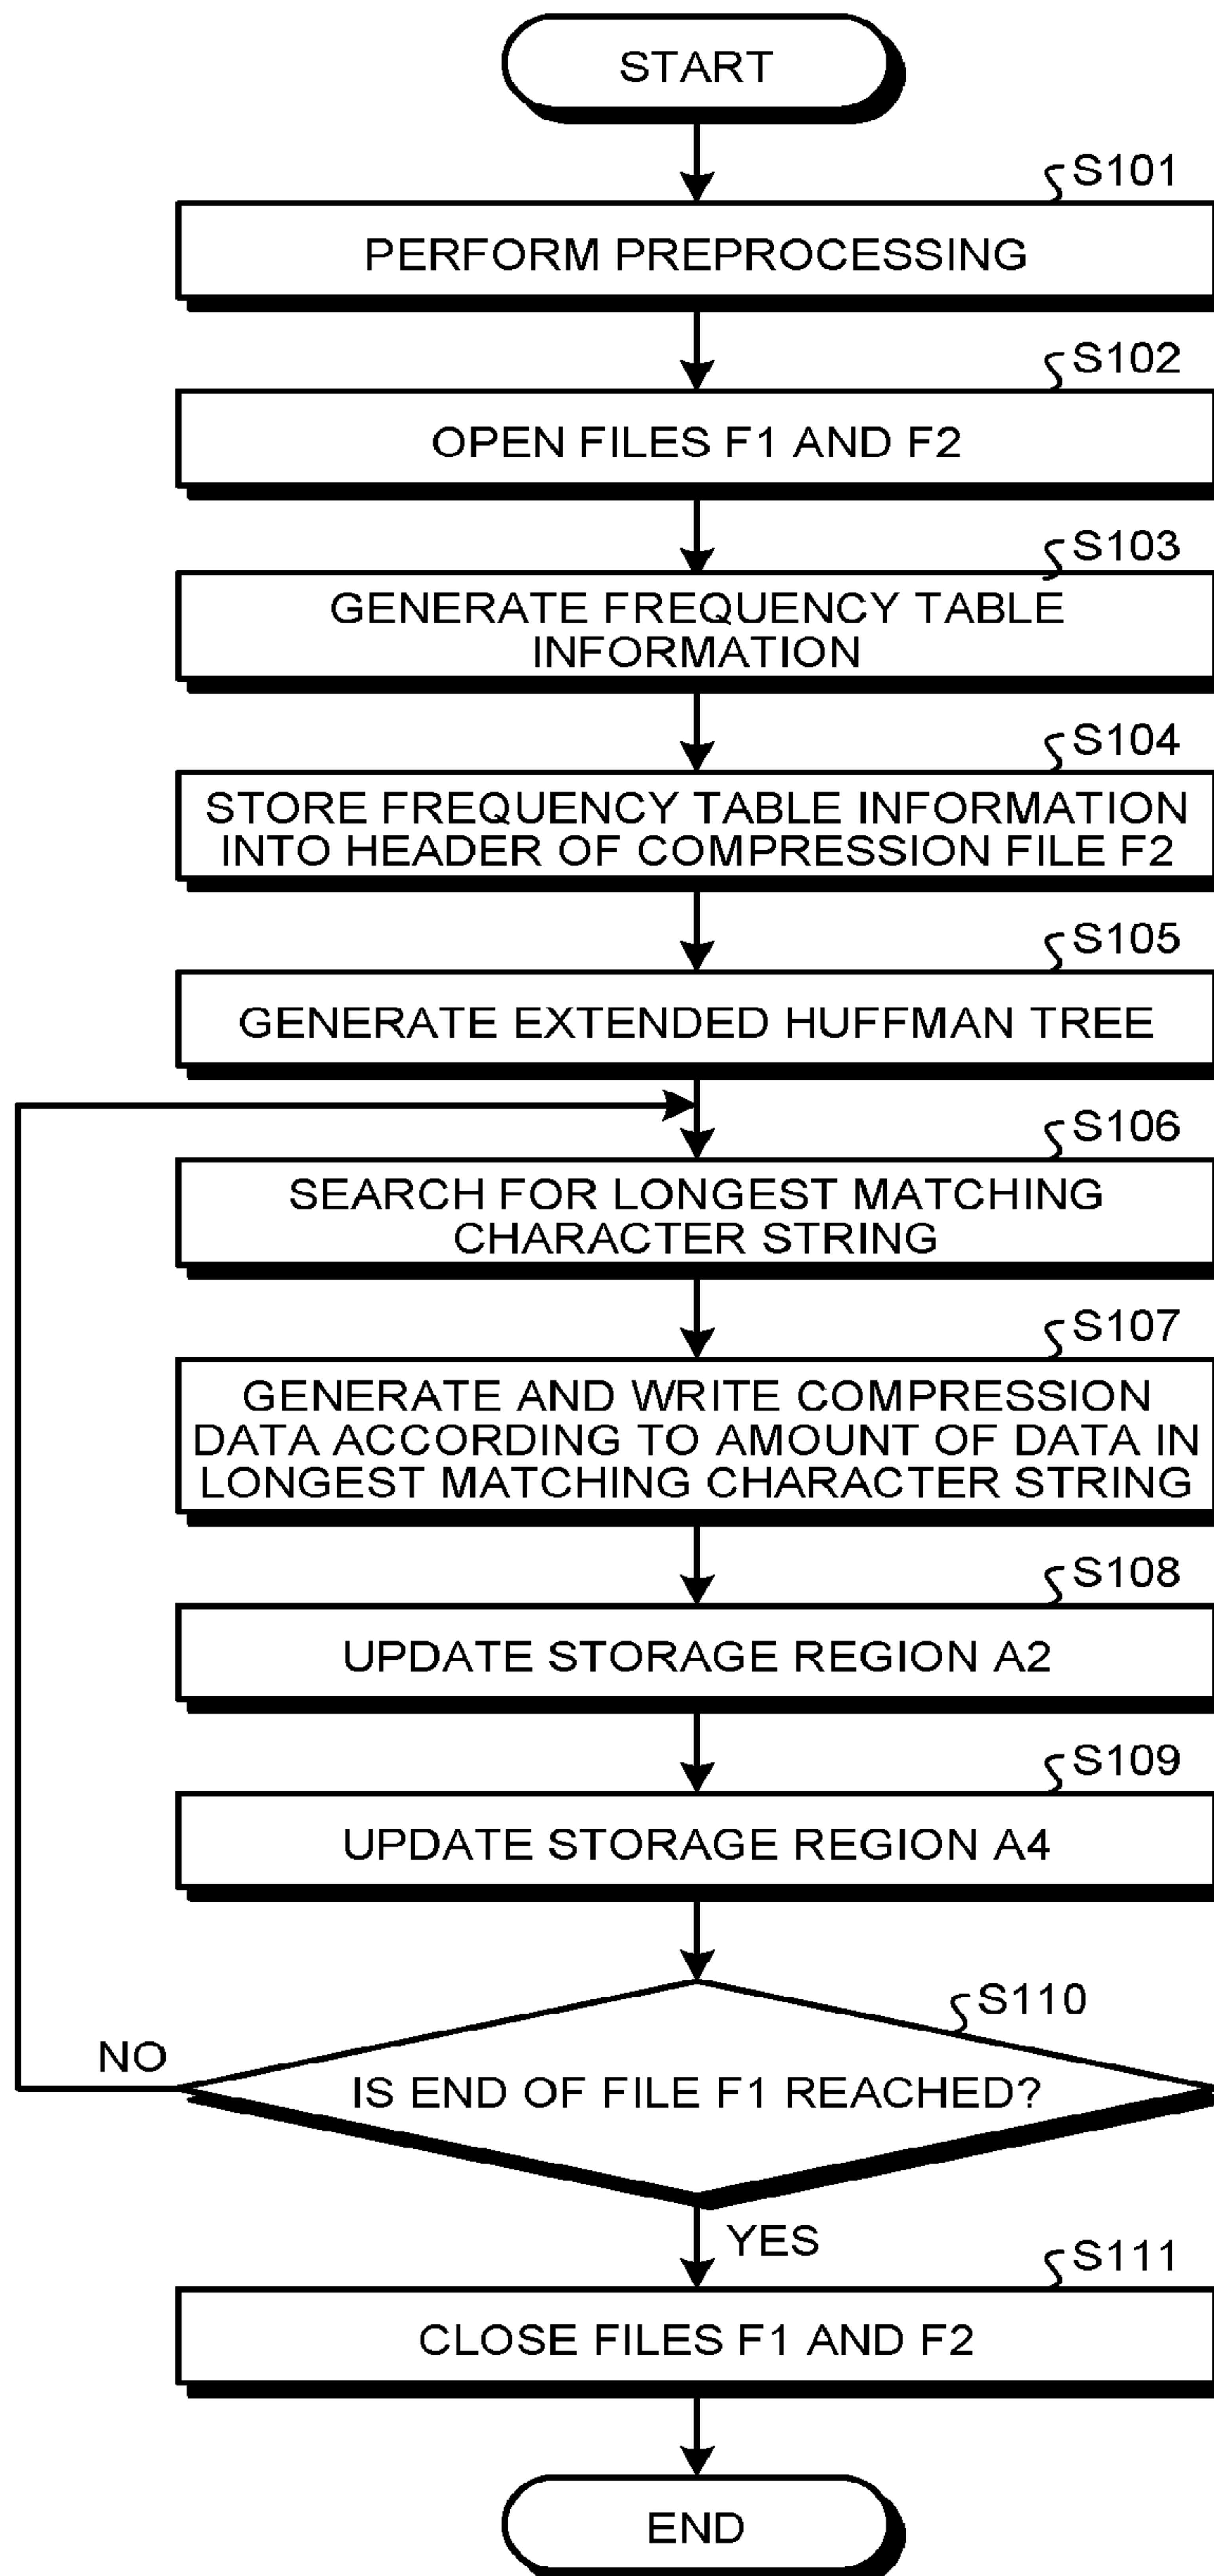 START
S101
PERFORM PREPROCESSING
S102
OPEN FILES F1 AND F2
S103
GENERATE FREQUENCY TABLE
INFORMATION
S104
STORE FREQUENCY TABLE INFORMATION
INTO HEADER OF COMPRESSION FILE F2
S105
GENERATE EXTENDED HUFFMAN TREE
S106
SEARCH FOR LONGEST MATCHING
CHARACTER STRING
S107
GENERATE AND WRITE COMPRESSION
DATA ACCORDING TO AMOUNT OF DATA IN
LONGEST MATCHING CHARACTER STRING
S108
UPDATE STORAGE REGION A2
S109
UPDATE STORAGE REGION A4
S110
NO
IS END OF FILE F1 REACHED?
YES
S111
CLOSE FILES F1 AND F2
END